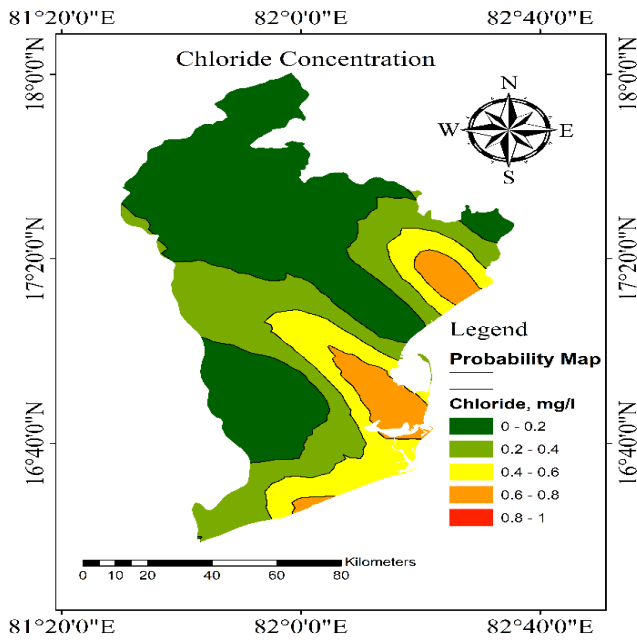 81°20'0"E 82°0'0"E 82°40'0"E
Chloride Concentration
N
W E
S
18°0'0"N 18°0'0"N
17°20'0"N 17°20'0"N
16°40'0"N 16°40'0"N
Legend
Probability Map
Chloride, mg/l
0 - 0.2
0.2 - 0.4
0.4 - 0.6
0.6 - 0.8
0.8 - 1
Kilometers
0 5 10 20 40 60 80
81°20'0"E 82°0'0"E 82°40'0"E